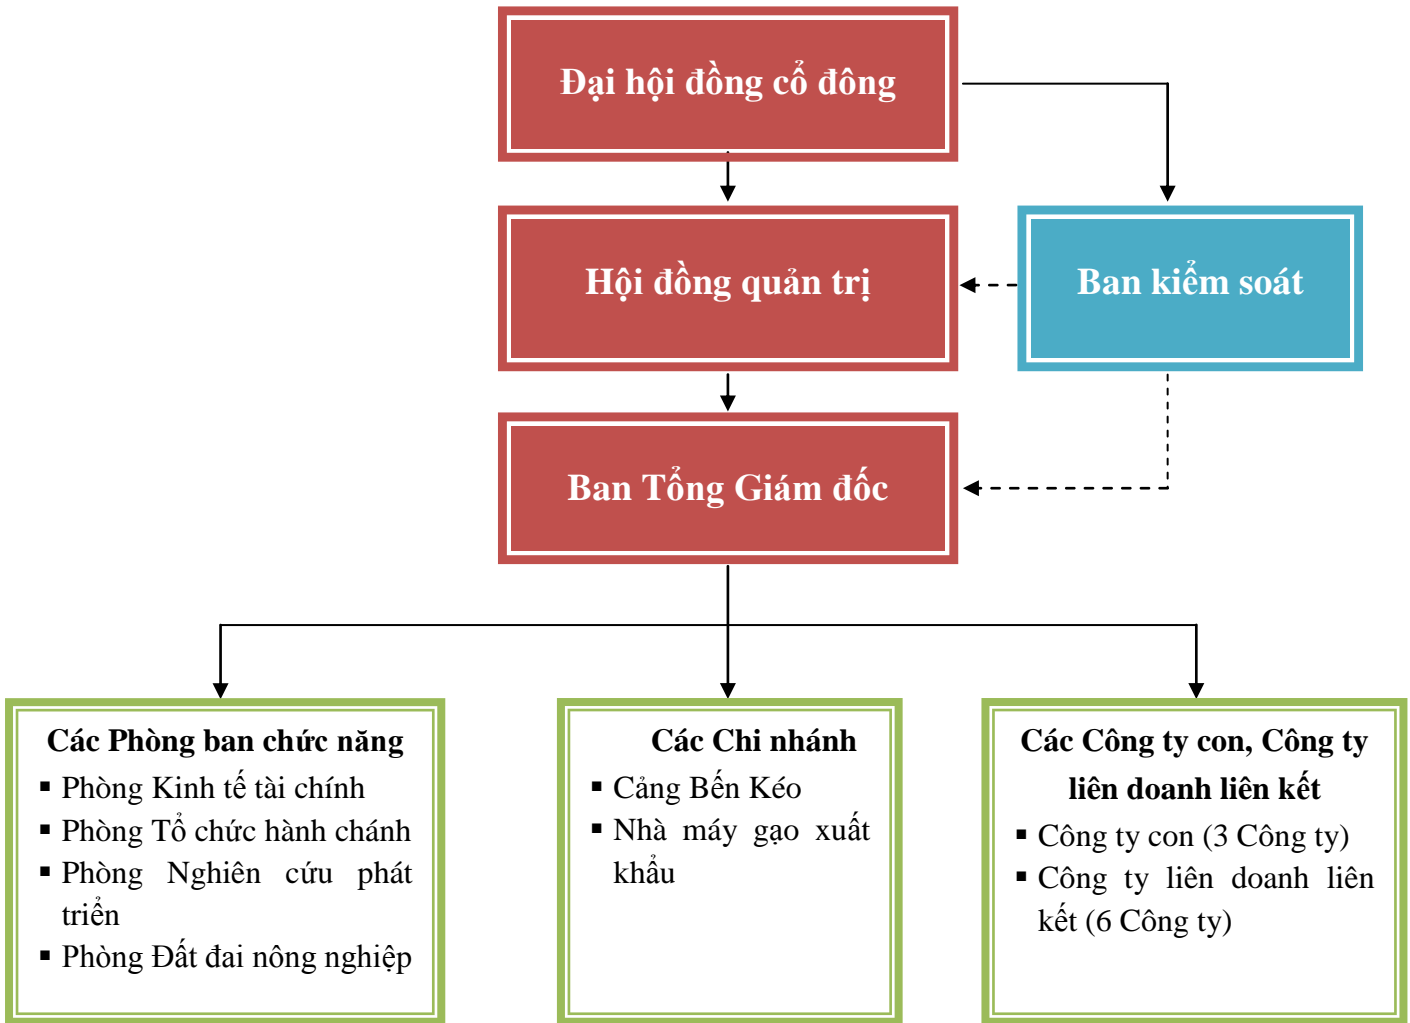 Đại hội đồng cổ đông
Hội đồng quản trị
Ban kiểm soát
Ban Tổng Giám đốc
Các Phòng ban chức năng
▪ Phòng Kinh tế tài chính
▪ Phòng Tổ chức hành chánh
▪ Phòng Nghiên cứu phát
triển
▪ Phòng Đất đai nông nghiệp
Các Chi nhánh
▪ Cảng Bến Kéo
▪ Nhà máy gạo xuất
khẩu
Các Công ty con, Công ty
liên doanh liên kết
▪ Công ty con (3 Công ty)
▪ Công ty liên doanh liên
kết (6 Công ty)